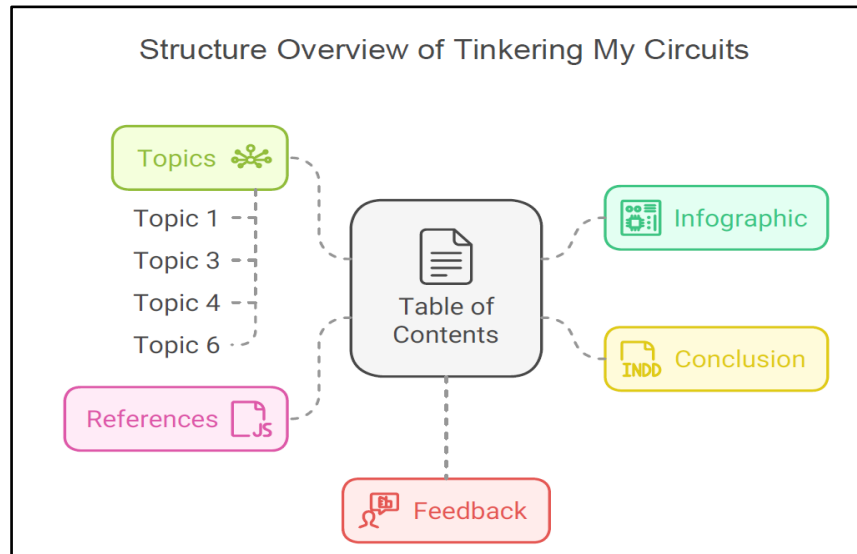 Structure Overview of Tinkering My Circuits
Topics
Topic 1
Topic 3
Topic 4
Topic 6
References
JS
Table of
Contents
Infographic
INDD
Conclusion
Feedback